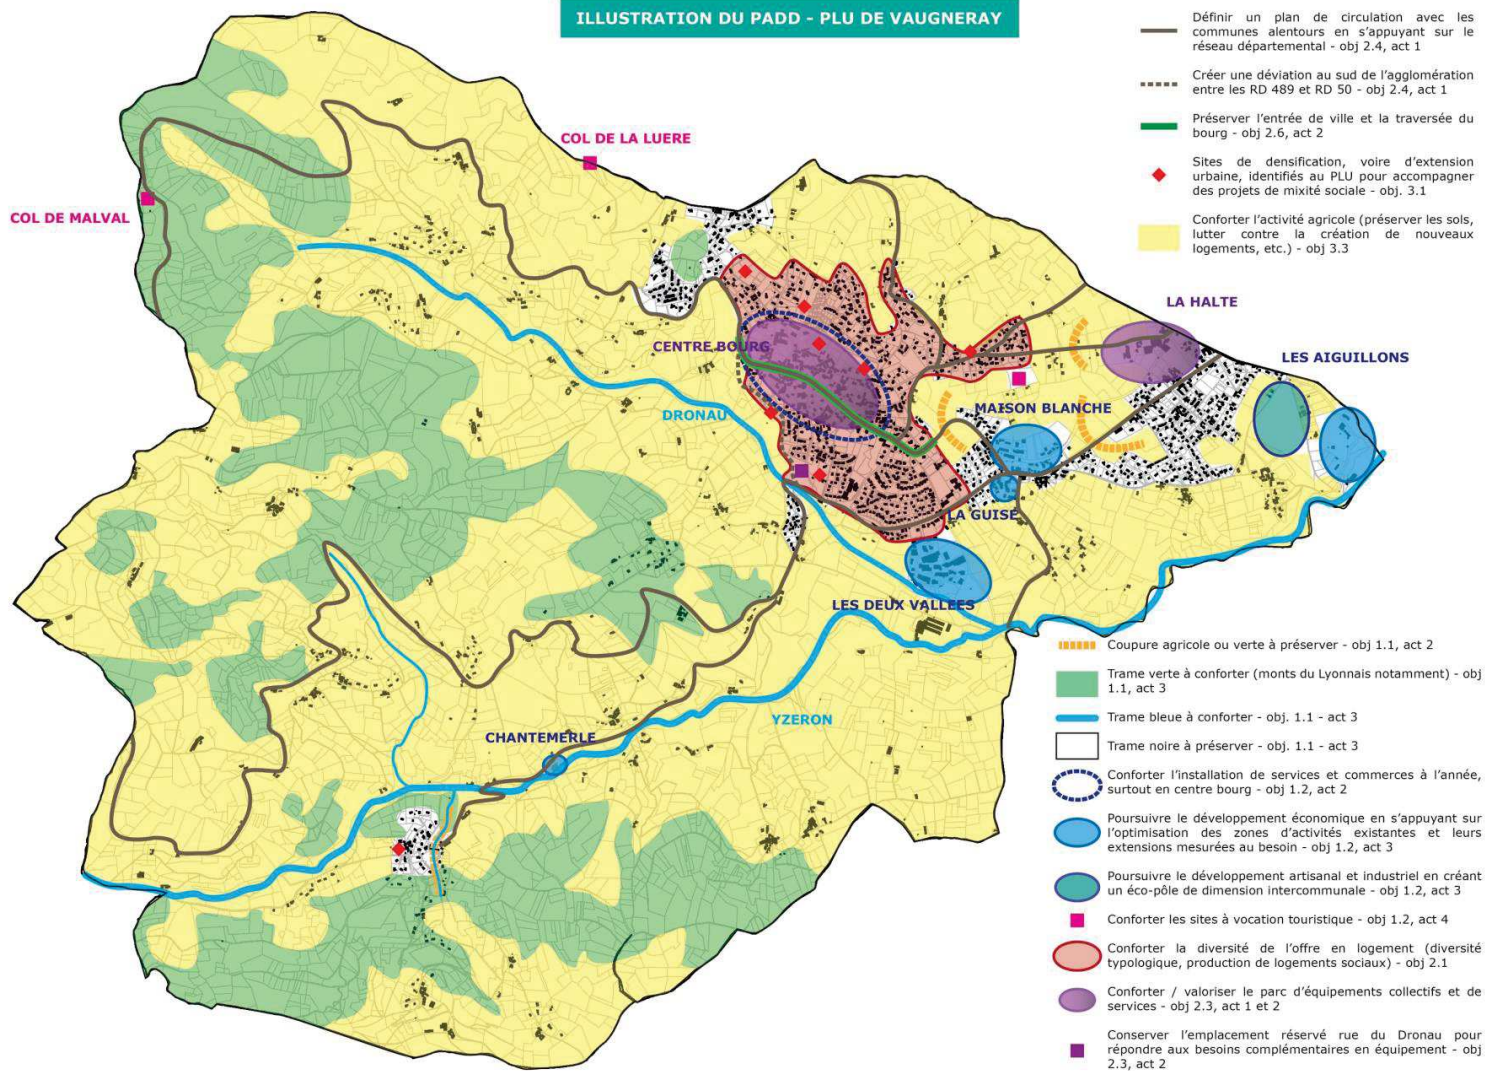 ILLUSTRATION DU PADD - PLU DE VAUGNERAY
Définir un plan de circulation avec les
communes alentours en s'appuyant sur le
réseau départemental - obj 2.4, act 1
Créer une déviation au sud de l'agglomération
entre les RD 489 et RD 50 - obj 2.4, act 1
Préserver l'entrée de ville et la traversée du
bourg - obj 2.6, act 2
Sites de densification, voire d'extension
urbaine, identifiés au PLU pour accompagner
des projets de mixité sociale - obj. 3.1
Conforter l'activité agricole (préserver les sols,
lutter contre la création de nouveaux
logements, etc.) - obj 3.3
COL DE LA LUERE
COL DE MALVAL
LA HALTE
CENTRE BOURG
LES AIGUILLONS
DRONAU
MAISON BLANCHE
LA GUISE
LES DEUX VALLEES
YZERON
CHANTEMERLE
Coupure agricole ou verte à préserver - obj 1.1, act 2
Trame verte à conforter (monts du Lyonnais notamment) - obj
1.1, act 3
Trame bleue à conforter - obj. 1.1 - act 3
Trame noire à préserver - obj. 1.1 - act 3
Conforter l'installation de services et commerces à l'année,
surtout en centre bourg - obj 1.2, act 2
Poursuivre le développement économique en s'appuyant sur
l'optimisation des zones d'activités existantes et leurs
extensions mesurées au besoin - obj 1.2, act 3
Poursuivre le développement artisanal et industriel en créant
un éco-pôle de dimension intercommunale - obj 1.2, act 3
Conforter les sites à vocation touristique - obj 1.2, act 4
Conforter la diversité de l'offre en logement (diversité
typologique, production de logements sociaux) - obj 2.1
Conforter / valoriser le parc d'équipements collectifs et de
services - obj 2.3, act 1 et 2
Conserver l'emplacement réservé rue du Dronau pour
répondre aux besoins complémentaires en équipement - obj
2.3, act 2